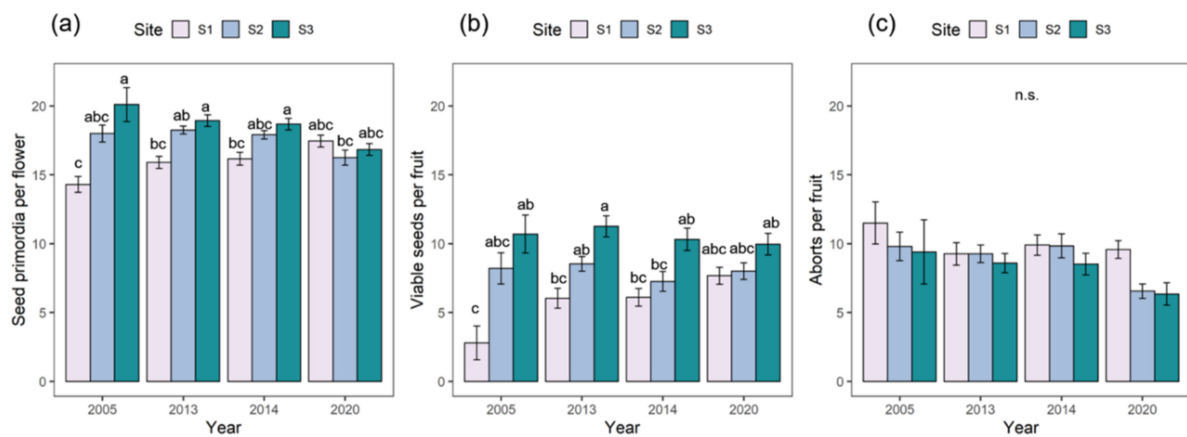 (a) Site S1 S2 S3
Seed primordia per flower
20
15
10
5
0
c abc a
bc ab a
bc abc a
abc bc abc
2005 2013 2014 2020
Year
(b) Site S1 S2 S3
Viable seeds per fruit
20
15
10
5
0
c abc ab
bc ab a
bc bc ab
abc abc ab
2005 2013 2014 2020
Year
(c) Site S1 S2 S3
Aborts per fruit
20
15
10
5
0
n.s.
2005 2013 2014 2020
Year